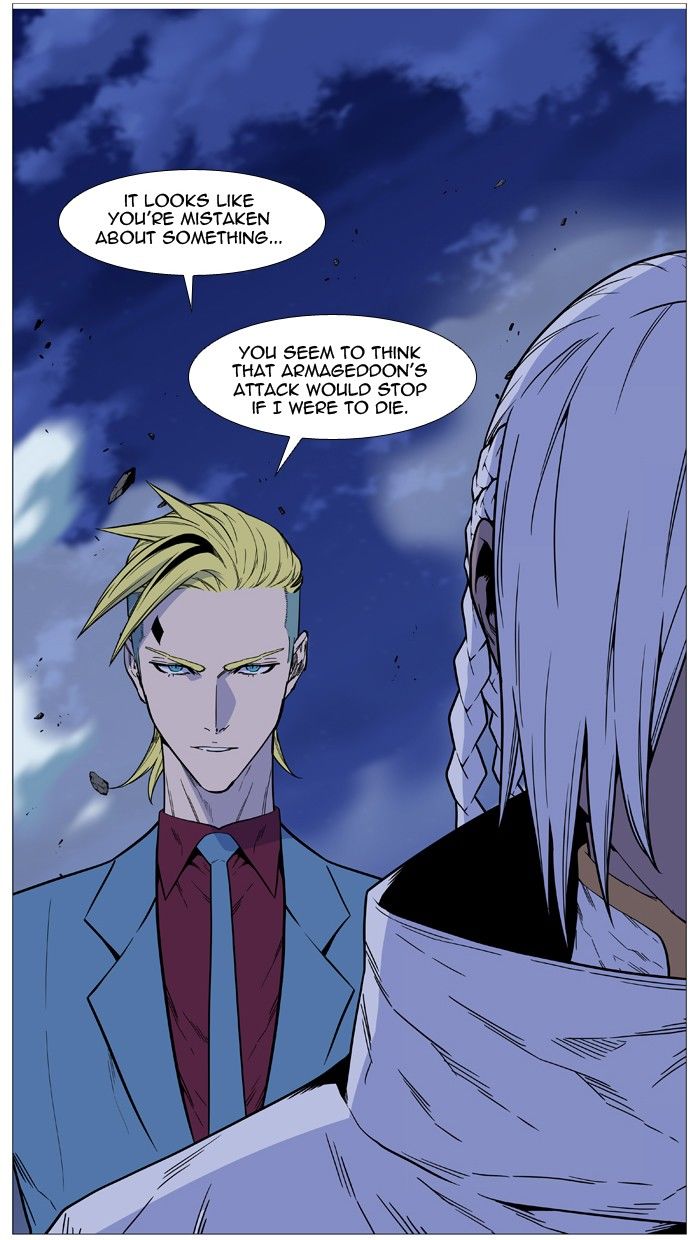 IT LOOKS LIKE
YOU'RE MISTAKEN
ABOUT SOMETHING...
YOU SEEM TO THINK
THAT ARMAGEDDON'S
ATTACK WOULD STOP
IF I WERE TO DIE.